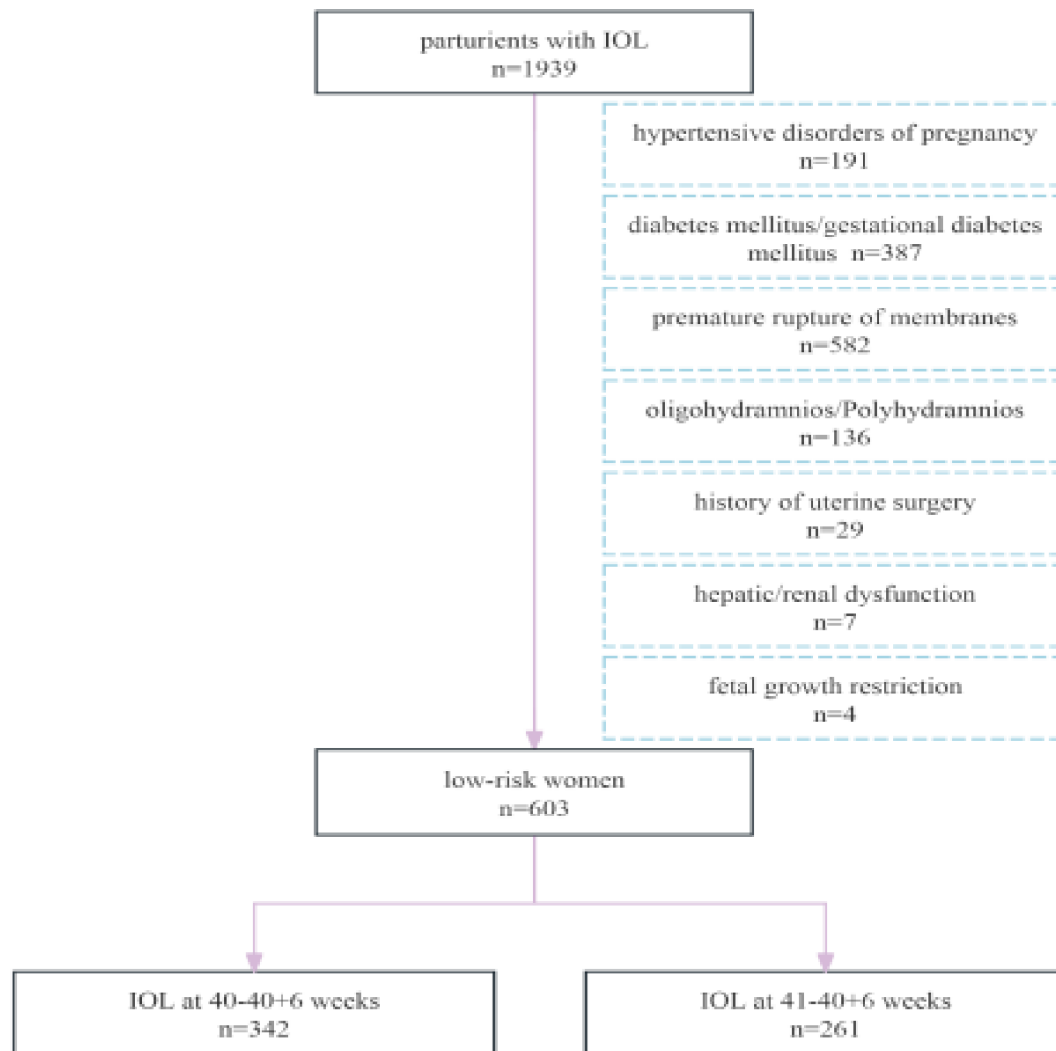 parturients with IOL
n=1939
hypertensive disorders of pregnancy
n=191
diabetes mellitus/gestational diabetes
mellitus n=387
premature rupture of membranes
n=582
oligohydramnios/Polyhydramnios
n=136
history of uterine surgery
n=29
hepatic/renal dysfunction
n=7
fetal growth restriction
n=4
low-risk women
n=603
IOL at 40-40+6 weeks
n=342
IOL at 41-40+6 weeks
n=261